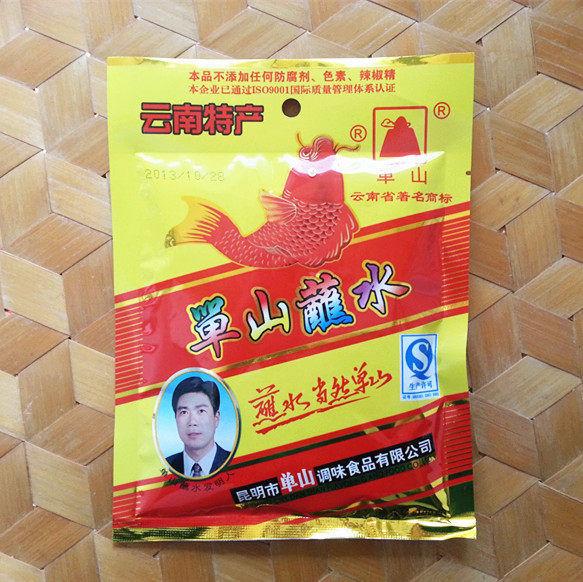 本品不添加任何防腐剂、色素、辣椒精
本企业已通过ISO9001国际质量管理体系认证
云南特产
® ®
單山
2013/10/28
云南省著名商标
單山蘸水
蘸水当然单山
生产许可
昆明市單山调味食品有限公司